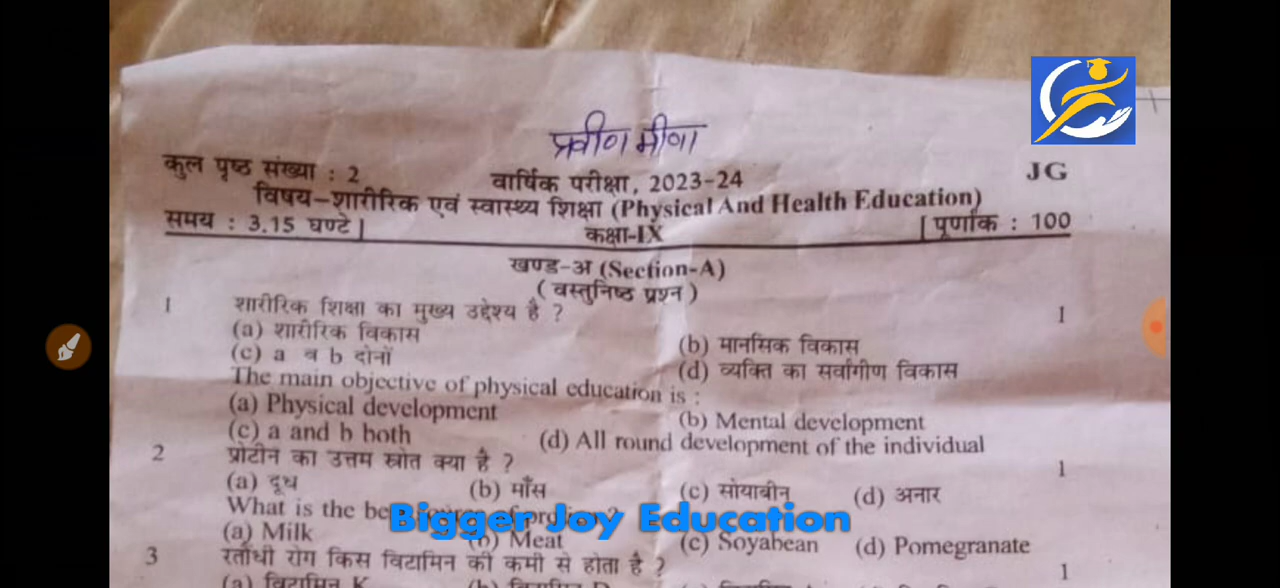 प्रवीण मीणा
कुल पृष्ठ संख्या : 2 वार्षिक परीक्षा, 2023-24 JG
विषय-शारीरिक एवं स्वास्थ्य शिक्षा (Physical And Health Education)
समय : 3.15 घण्टे ] कक्षा-IX [ पूर्णांक : 100
खण्ड-अ (Section-A)
( वस्तुनिष्ठ प्रश्न )
1 शारीरिक शिक्षा का मुख्य उद्देश्य है ? 1
(a) शारीरिक विकास (b) मानसिक विकास
(c) a व b दोनों (d) व्यक्ति का सर्वांगीण विकास
The main objective of physical education is :
(a) Physical development (b) Mental development
(c) a and b both (d) All round development of the individual
2 प्रोटीन का उत्तम स्रोत क्या है ? 1
(a) दूध (b) माँस (c) सोयाबीन (d) अनार
What is the
Bigger Joy Education
(a) Milk (b) Meat (c) Soyabean (d) Pomegranate
3 रतौंधी रोग किस विटामिन की कमी से होता है ? 1
(a) विटामिन K